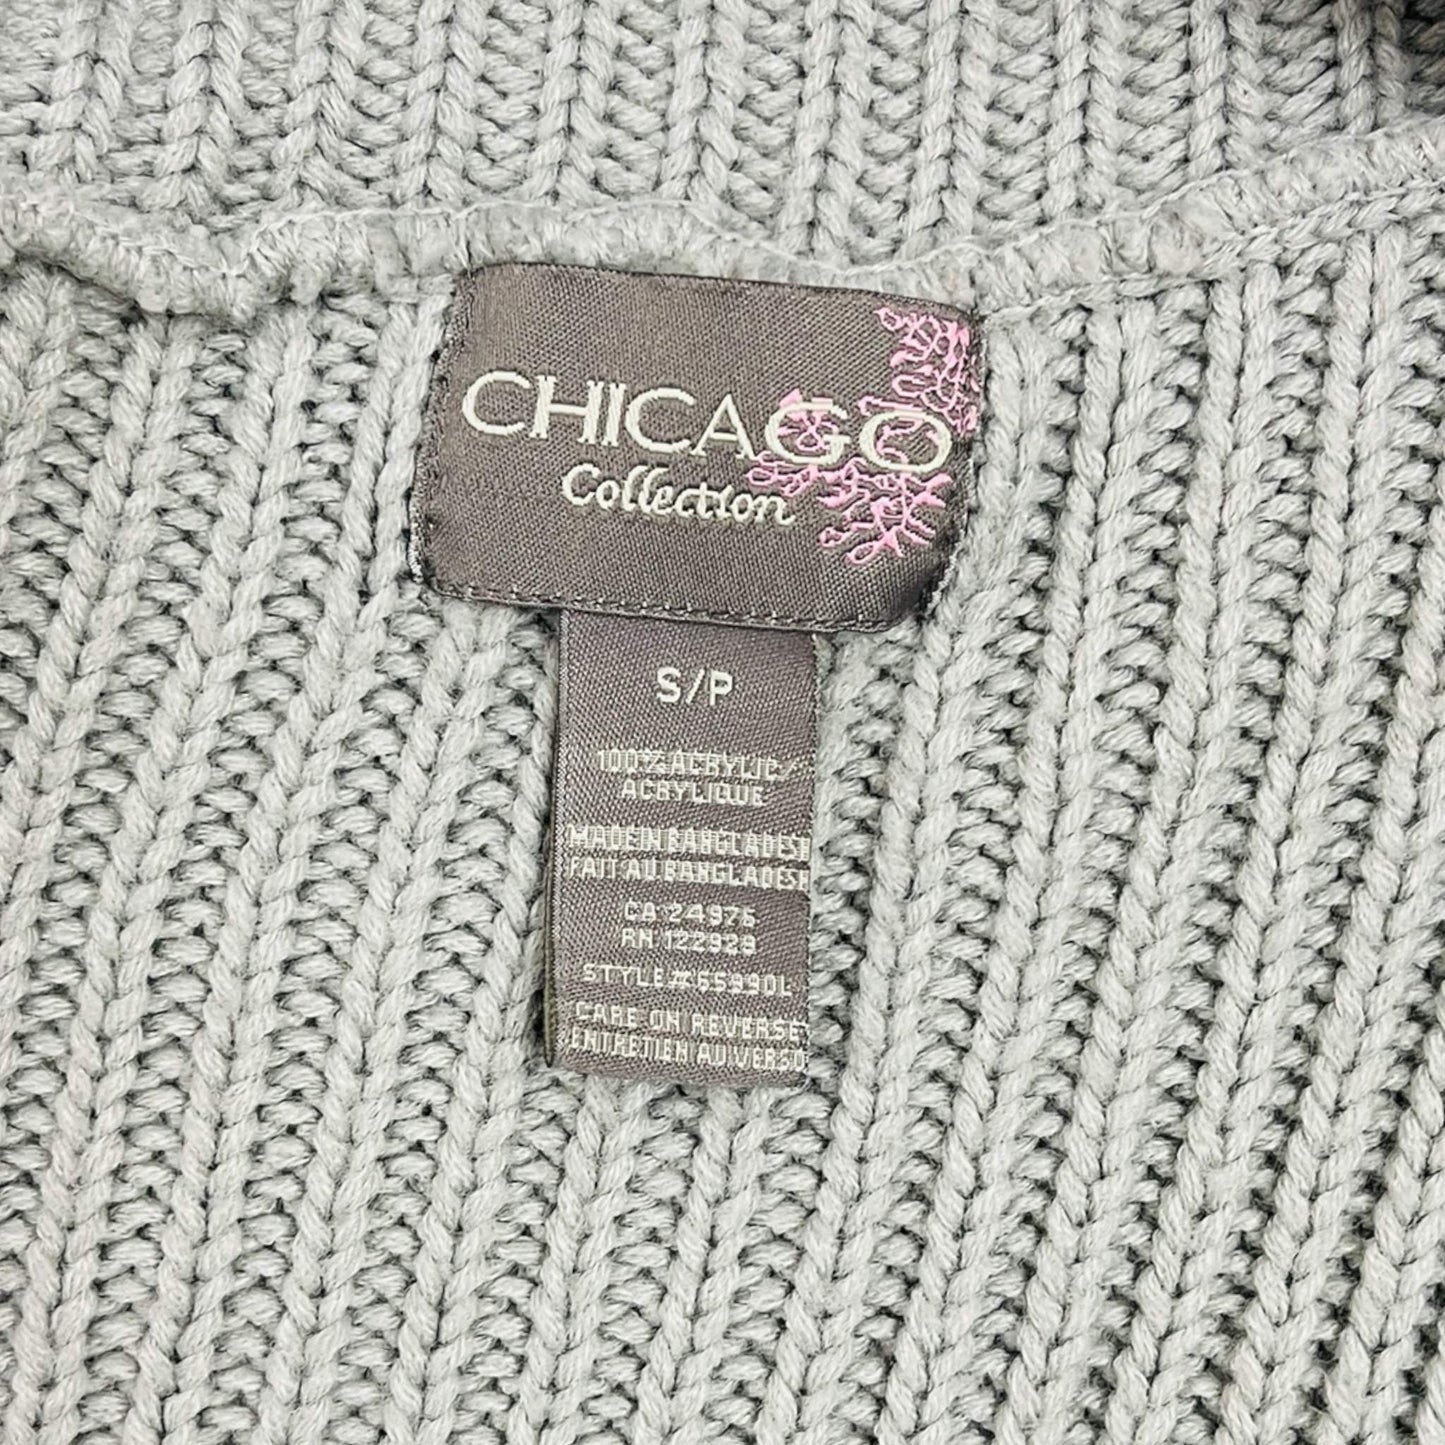 CHICAGO
Collection
S/P
100% ACRYLIC/
ACRYLIQUE
MADE IN BANGLADESH
FAIT AU BANGLADESH
CA 24976
RN 122929
STYLE# 65990L
CARE ON REVERSE
ENTRETIEN AU VERSO